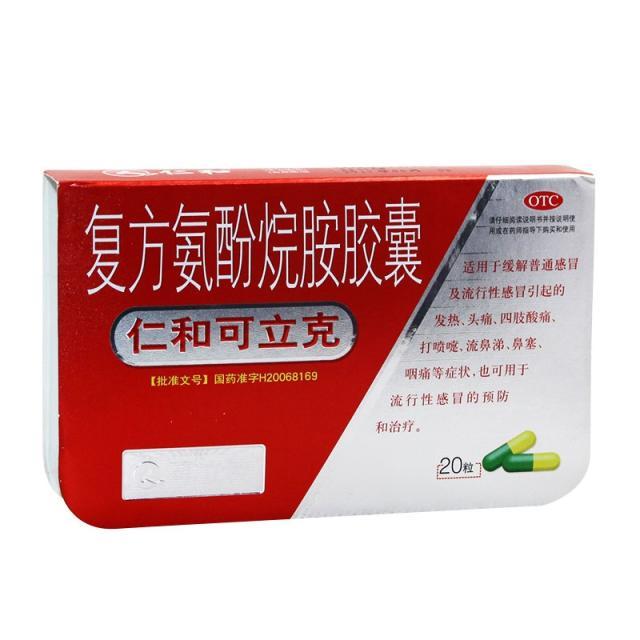 仁和
复方氨酚烷胺胶囊
仁和可立克
【批准文号】国药准字H20068169
OTC
请仔细阅读说明书并按说明使
用或在药师指导下购买和使用
适用于缓解普通感冒
及流行性感冒引起的
发热、头痛、四肢酸痛、
打喷嚏、流鼻涕、鼻塞、
咽痛等症状,也可用于
流行性感冒的预防
和治疗。
20粒